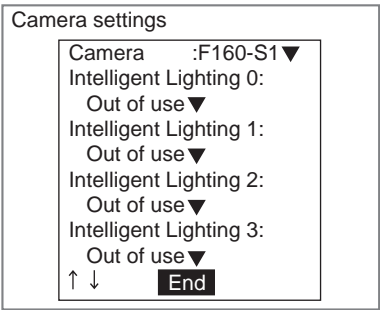 Camera settings
Camera :F160-S1▼
Intelligent Lighting 0:
Out of use▼
Intelligent Lighting 1:
Out of use▼
Intelligent Lighting 2:
Out of use▼
Intelligent Lighting 3:
Out of use▼
↑ ↓ End